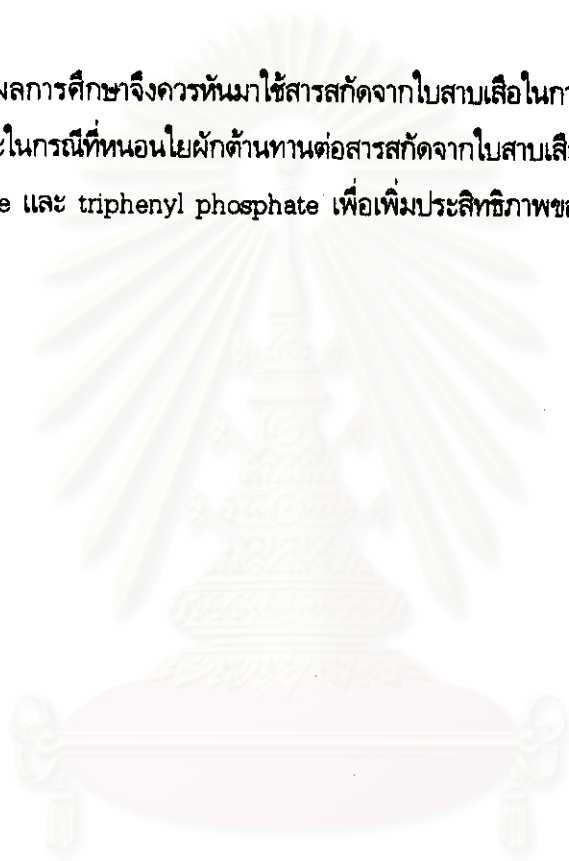 ผลการศึกษาจึงควรหันมาใช้สารสกัดจากใบสาบเสือในกา
ในกรณีที่หนอนใยผักต้านทานต่อสารสกัดจากใบสาบเสื
e และ triphenyl phosphate เพื่อเพิ่มประสิทธิภาพข